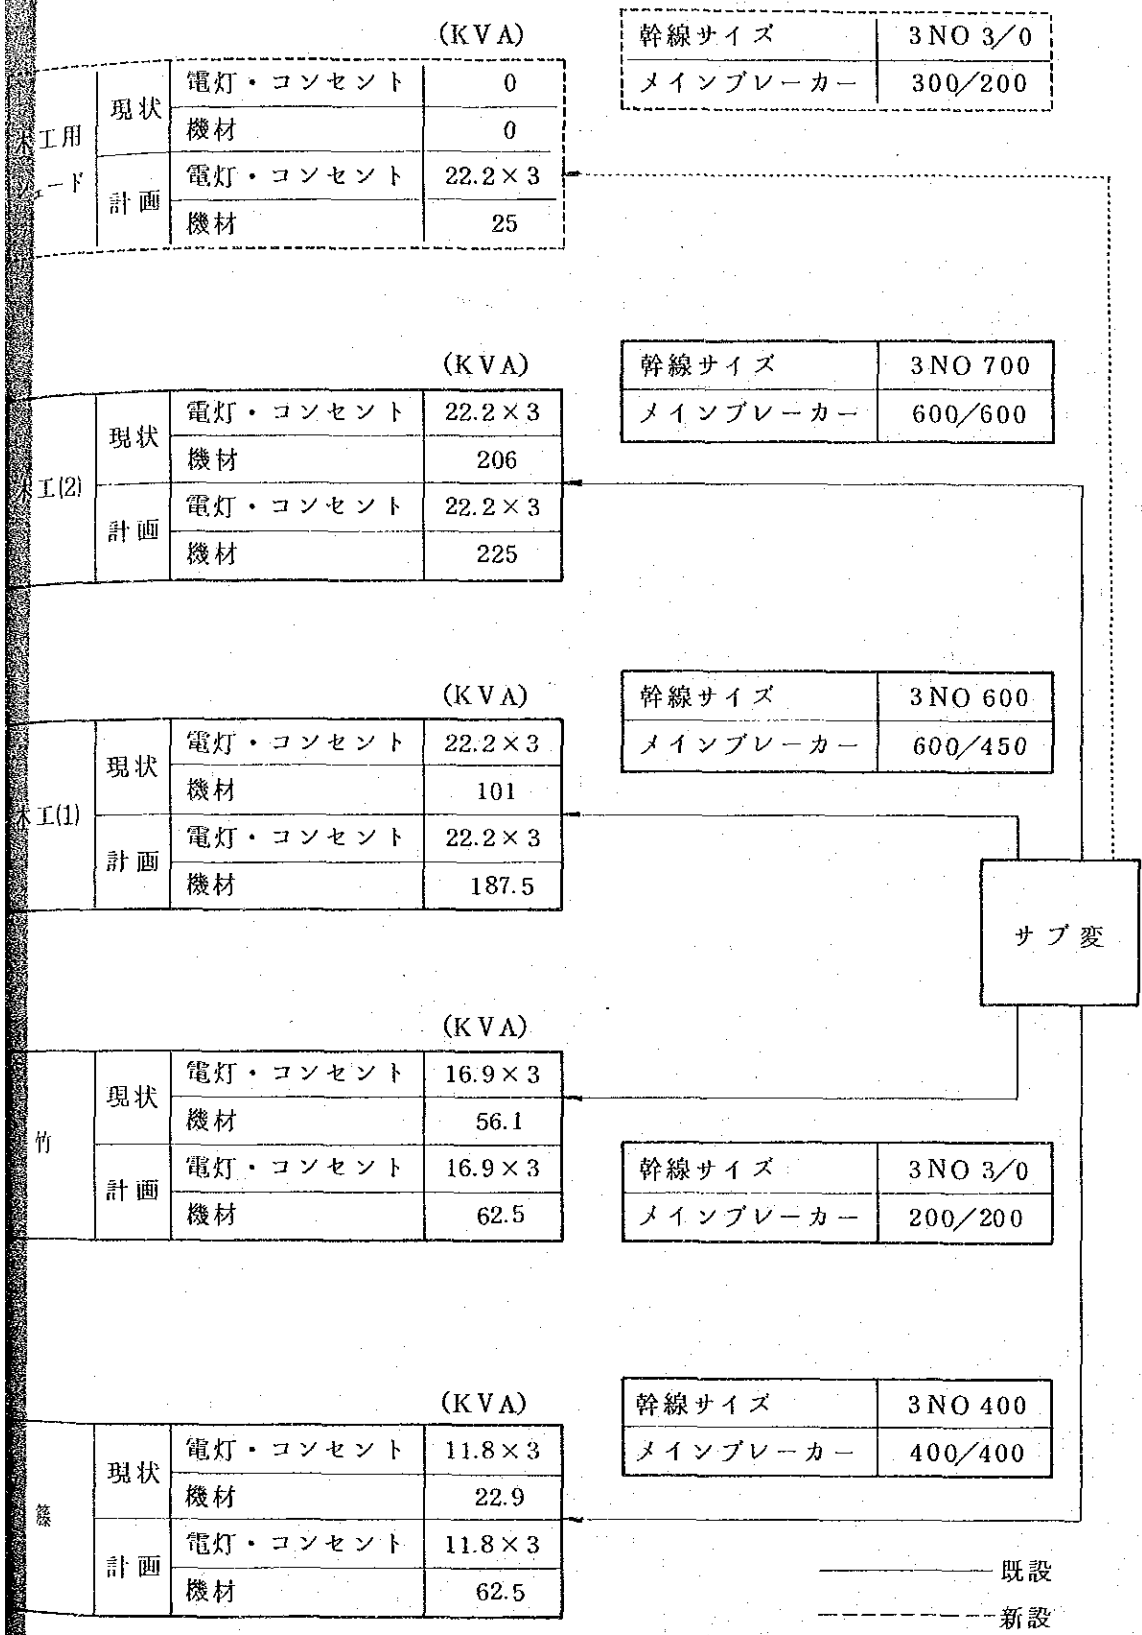 (KVA)
幹線サイズ 3NO 3/0
メインブレーカー 300/200
木工用
ード
現状 電灯・コンセント 0
機材 0
計画 電灯・コンセント 22.2×3
機材 25
(KVA)
幹線サイズ 3NO 700
メインブレーカー 600/600
木工(2)
現状 電灯・コンセント 22.2×3
機材 206
計画 電灯・コンセント 22.2×3
機材 225
(KVA)
幹線サイズ 3NO 600
メインブレーカー 600/450
木工(1)
現状 電灯・コンセント 22.2×3
機材 101
計画 電灯・コンセント 22.2×3
機材 187.5
サブ変
(KVA)
竹
現状 電灯・コンセント 16.9×3
機材 56.1
計画 電灯・コンセント 16.9×3
機材 62.5
幹線サイズ 3NO 3/0
メインブレーカー 200/200
(KVA)
幹線サイズ 3NO 400
メインブレーカー 400/400
籐
現状 電灯・コンセント 11.8×3
機材 22.9
計画 電灯・コンセント 11.8×3
機材 62.5
既設
新設